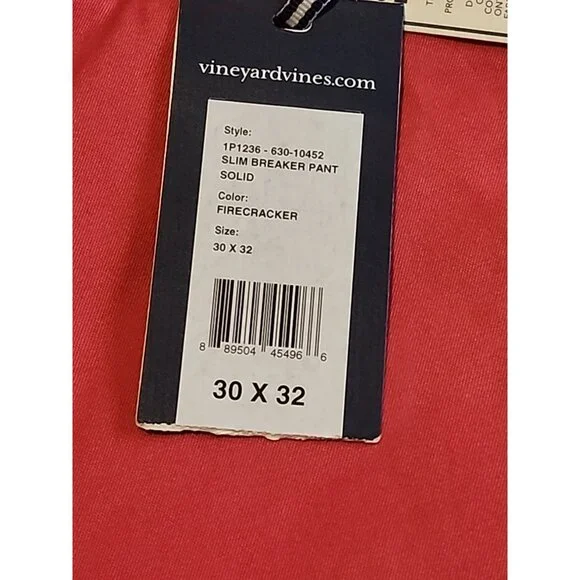 vineyardvines.com
Style:
1P1236 - 630-10452
SLIM BREAKER PANT
SOLID
Color:
FIRECRACKER
Size:
30 X 32
8 89504 45496 6
30 X 32